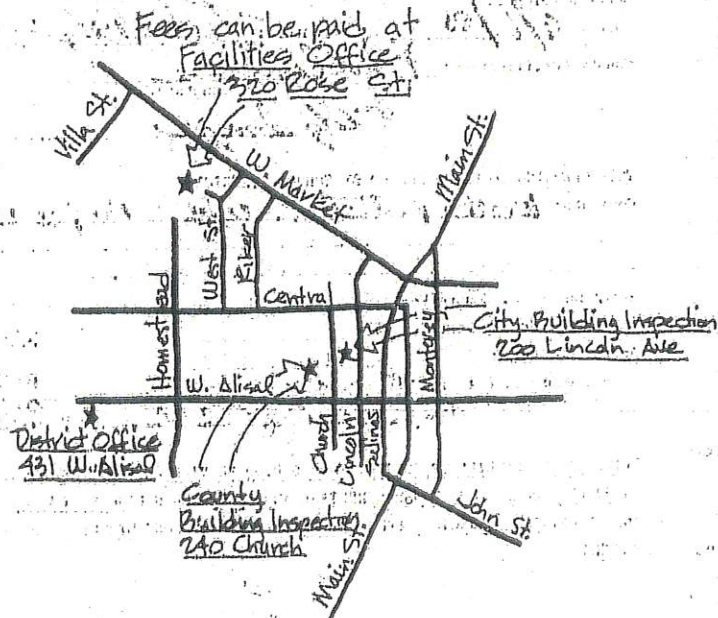 Fees can be paid at
Facilities Office
320 Rose St.
Villa St.
W. Market
Main St.
West St.
Riker
Central
Homestead
City Building Inspection
200 Lincoln Ave
Monterey
W. Alisal
Church
Lincoln
Salinas
District Office
431 W. Alisal
County
Building Inspection
240 Church
Main St.
John St.